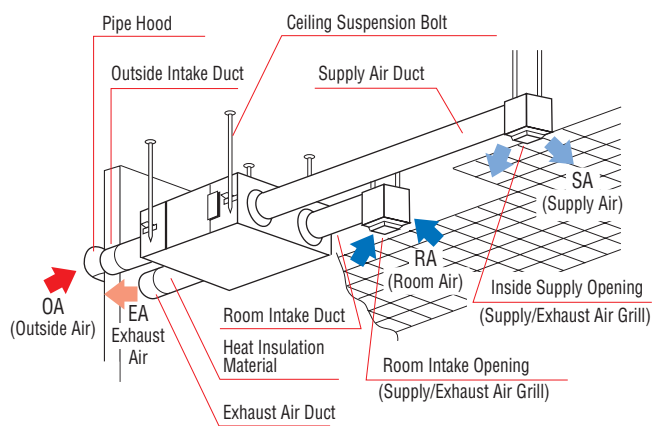 Pipe Hood
Ceiling Suspension Bolt
Outside Intake Duct
Supply Air Duct
SA
(Supply Air)
RA
(Room Air)
OA
(Outside Air)
EA
Exhaust
Air
Room Intake Duct
Inside Supply Opening
(Supply/Exhaust Air Grill)
Heat Insulation
Material
Room Intake Opening
(Supply/Exhaust Air Grill)
Exhaust Air Duct